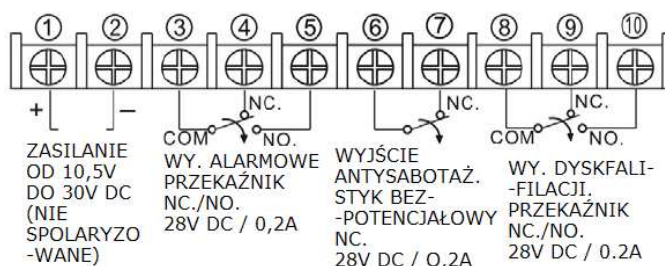 ① ② ③ ④ ⑤ ⑥ ⑦ ⑧ ⑨ ⑩
+ −
NC. NC. NC.
COM NO. COM NO.
ZASILANIE
OD 10,5V
DO 30V DC
(NIE
SPOLARYZO
-WANE)
WY. ALARMOWE
PRZEKAŹNIK
NC./NO.
28V DC / 0,2A
WYJŚCIE
ANTYSABOTAŻ.
STYK BEZ-
-POTENCJAŁOWY
NC.
28V DC / 0.2A
WY. DYSKFALI-
-FILACJI.
PRZEKAŹNIK
NC./NO.
28V DC / 0.2A